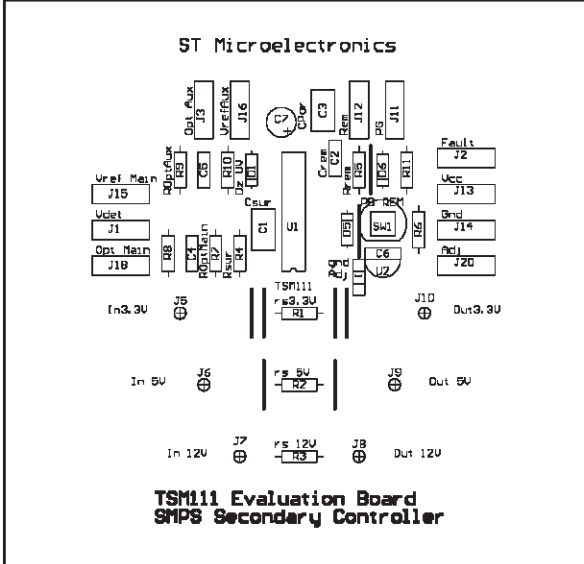 ST Microelectronics
Opt Aux
J3
VrefAux
J16
C7
+
CPor
C3
Rem
J12
PG
J11
Fault
J2
ROptAux
R9
C5
R10
Dz UV
D1
Crem
C2
Rrem
R5
D6
R11
Vcc
J13
Vref Main
J15
Vdet
J1
Opt Main
J18
Csur
C1
U1
PB REM
SW1
D5
R6
Gnd
J14
Adj
J20
R8
C4
ROptMain
R7
Rsur
R4
Pgnd
Adj
C6
U2
TSM111
In3.3V
J5
rs3.3V
R1
J10
Out3.3V
In 5V
J6
rs 5V
R2
J9
Out 5V
In 12V
J7
rs 12V
R3
J8
Out 12V
TSM111 Evaluation Board
SMPS Secondary Controller